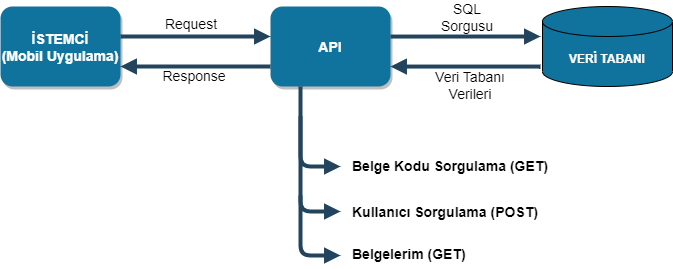 İSTEMCİ
(Mobil Uygulama)
Request
Response
API
SQL
Sorgusu
Veri Tabanı
Verileri
VERİ TABANI
Belge Kodu Sorgulama (GET)
Kullanıcı Sorgulama (POST)
Belgelerim (GET)